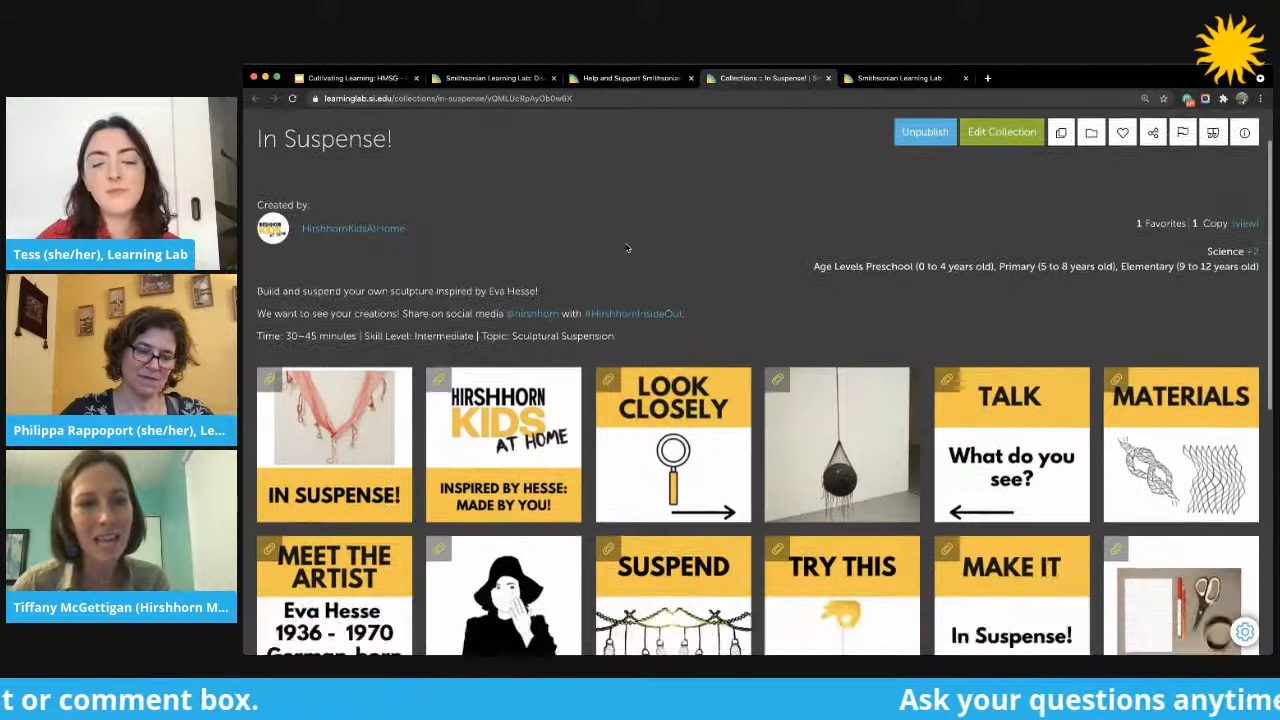 Cultivating Learning: HMSG -
Smithsonian Learning Lab: Di
Help and Support Smithsonian
Collections :: In Suspense! | S
Smithsonian Learning Lab
learninglab.si.edu/collections/in-suspense/
In Suspense!
Unpublish
Edit Collection
Created by:
HIRSHHORN
KIDS
HirshhornKidsAtHome
1 Favorites | 1 Copy (view)
Science +2
Age Levels Preschool (0 to 4 years old), Primary (5 to 8 years old), Elementary (9 to 12 years old)
Build and suspend your own sculpture inspired by Eva Hesse!
We want to see your creations! Share on social media @hirshhorn with #HirshhornInsideOut.
Time: 30–45 minutes | Skill Level: Intermediate | Topic: Sculptural Suspension
IN SUSPENSE!
HIRSHHORN
KIDS
AT HOME
INSPIRED BY HESSE:
MADE BY YOU!
LOOK
CLOSELY
TALK
What do you
see?
MATERIALS
MEET THE
ARTIST
Eva Hesse
1936 - 1970
German-born
SUSPEND
TRY THIS
MAKE IT
In Suspense!
Tess (she/her), Learning Lab
Philippa Rappoport (she/her), Le...
Tiffany McGettigan (Hirshhorn M...
t or comment box.
Ask your questions anytime